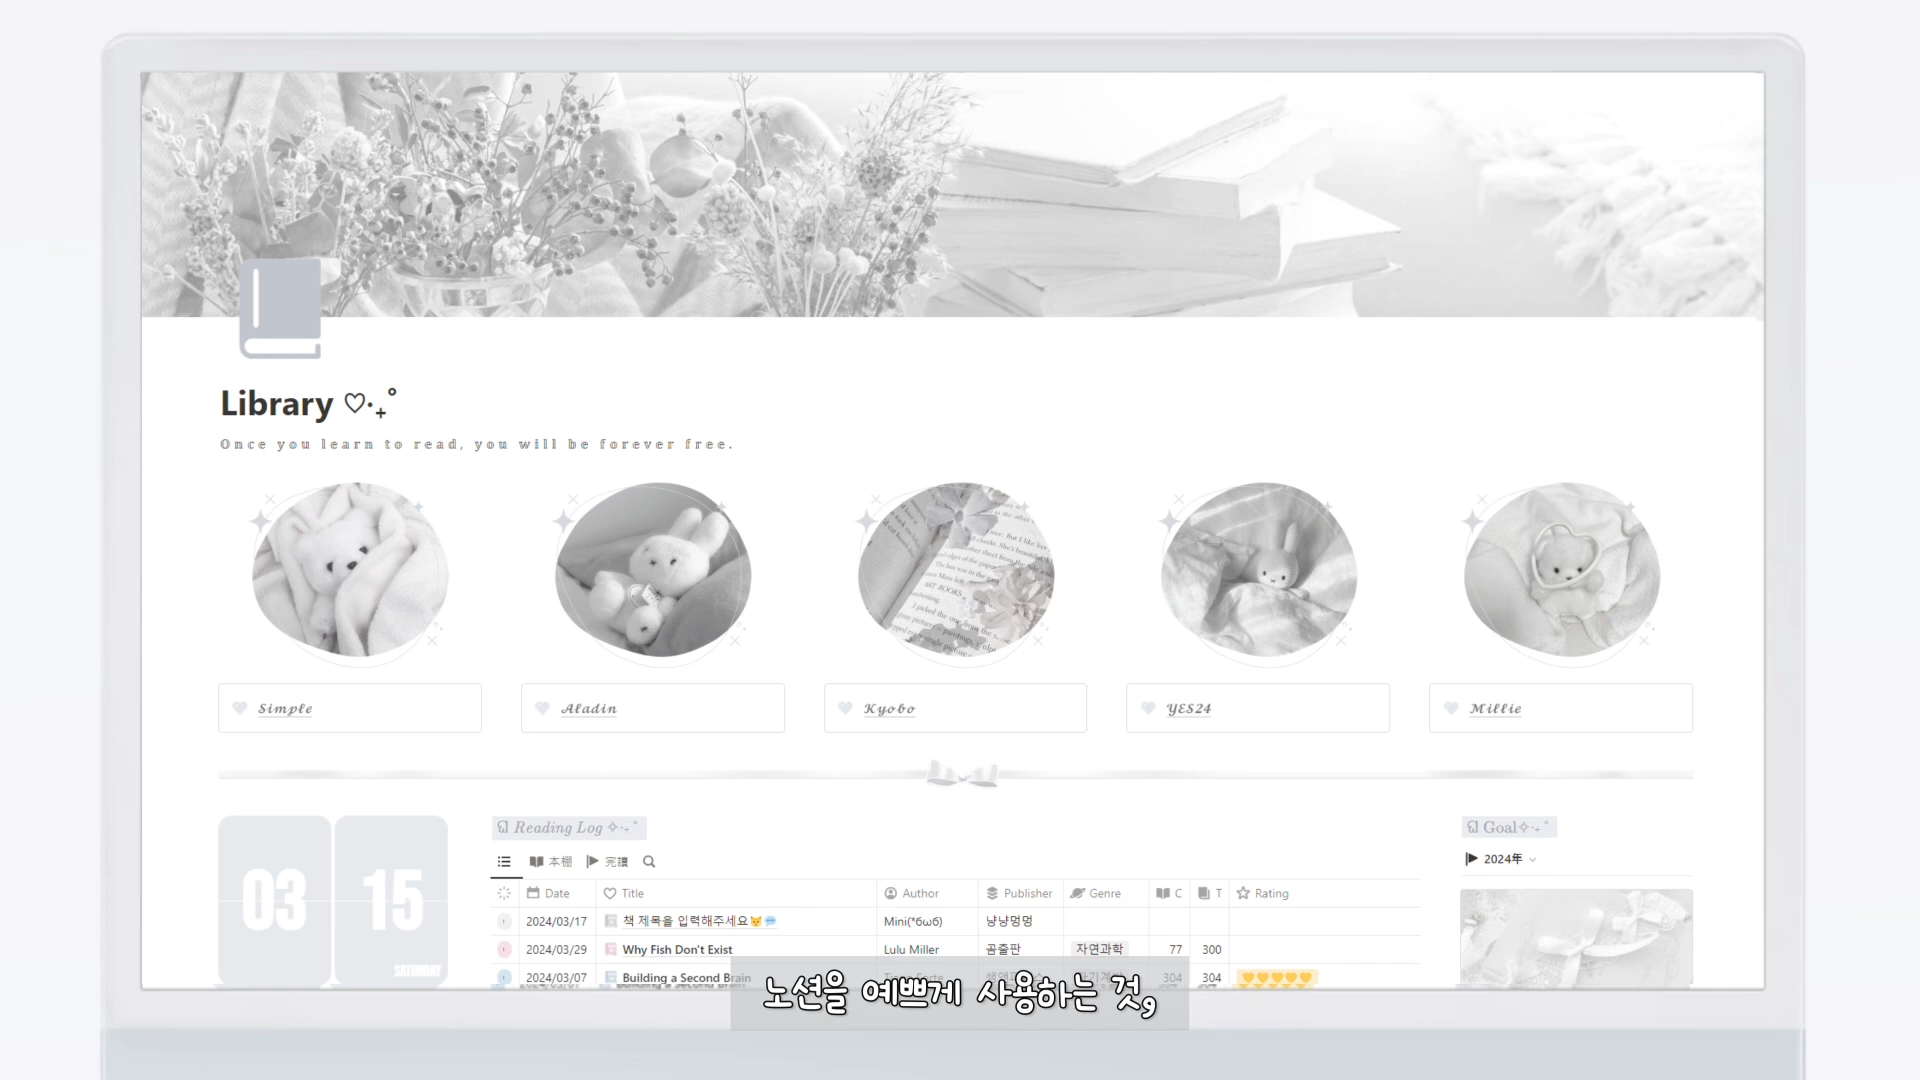 Library ♡·₊˚
Once you learn to read, you will be forever free.
Simple
Aladin
Kyobo
YES24
Millie
03 15
SATURDAY
Reading Log ✧·₊˚
本棚 完讀
Date Title Author Publisher Genre C T Rating
2024/03/17 책 제목을 입력해주세요🐱💬 Mini(*6ω6) 냥냥멍멍
2024/03/29 Why Fish Don't Exist Lulu Miller 곰출판 자연과학 77 300
2024/03/07 Building a Second Brain 304 304 💛💛💛💛💛
Goal✧·₊˚
2024年
노션을 예쁘게 사용하는 것,